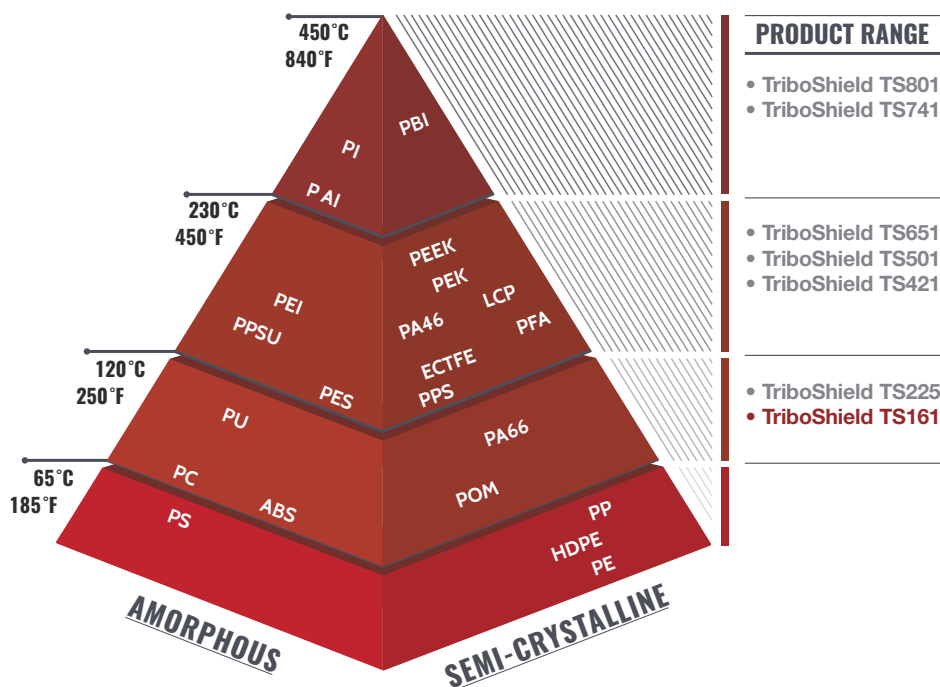 450°C
840°F
PRODUCT RANGE
• TriboShield TS801
• TriboShield TS741
PBI
PI
P AI
230°C
450°F
• TriboShield TS651
• TriboShield TS501
• TriboShield TS421
PEEK
PEK
LCP
PEI
PA46
PFA
PPSU
ECTFE
PPS
PES
120°C
250°F
• TriboShield TS225
• TriboShield TS161
PU
PA66
PC
POM
ABS
65°C
185°F
PS
PP
HDPE
PE
AMORPHOUS
SEMI-CRYSTALLINE